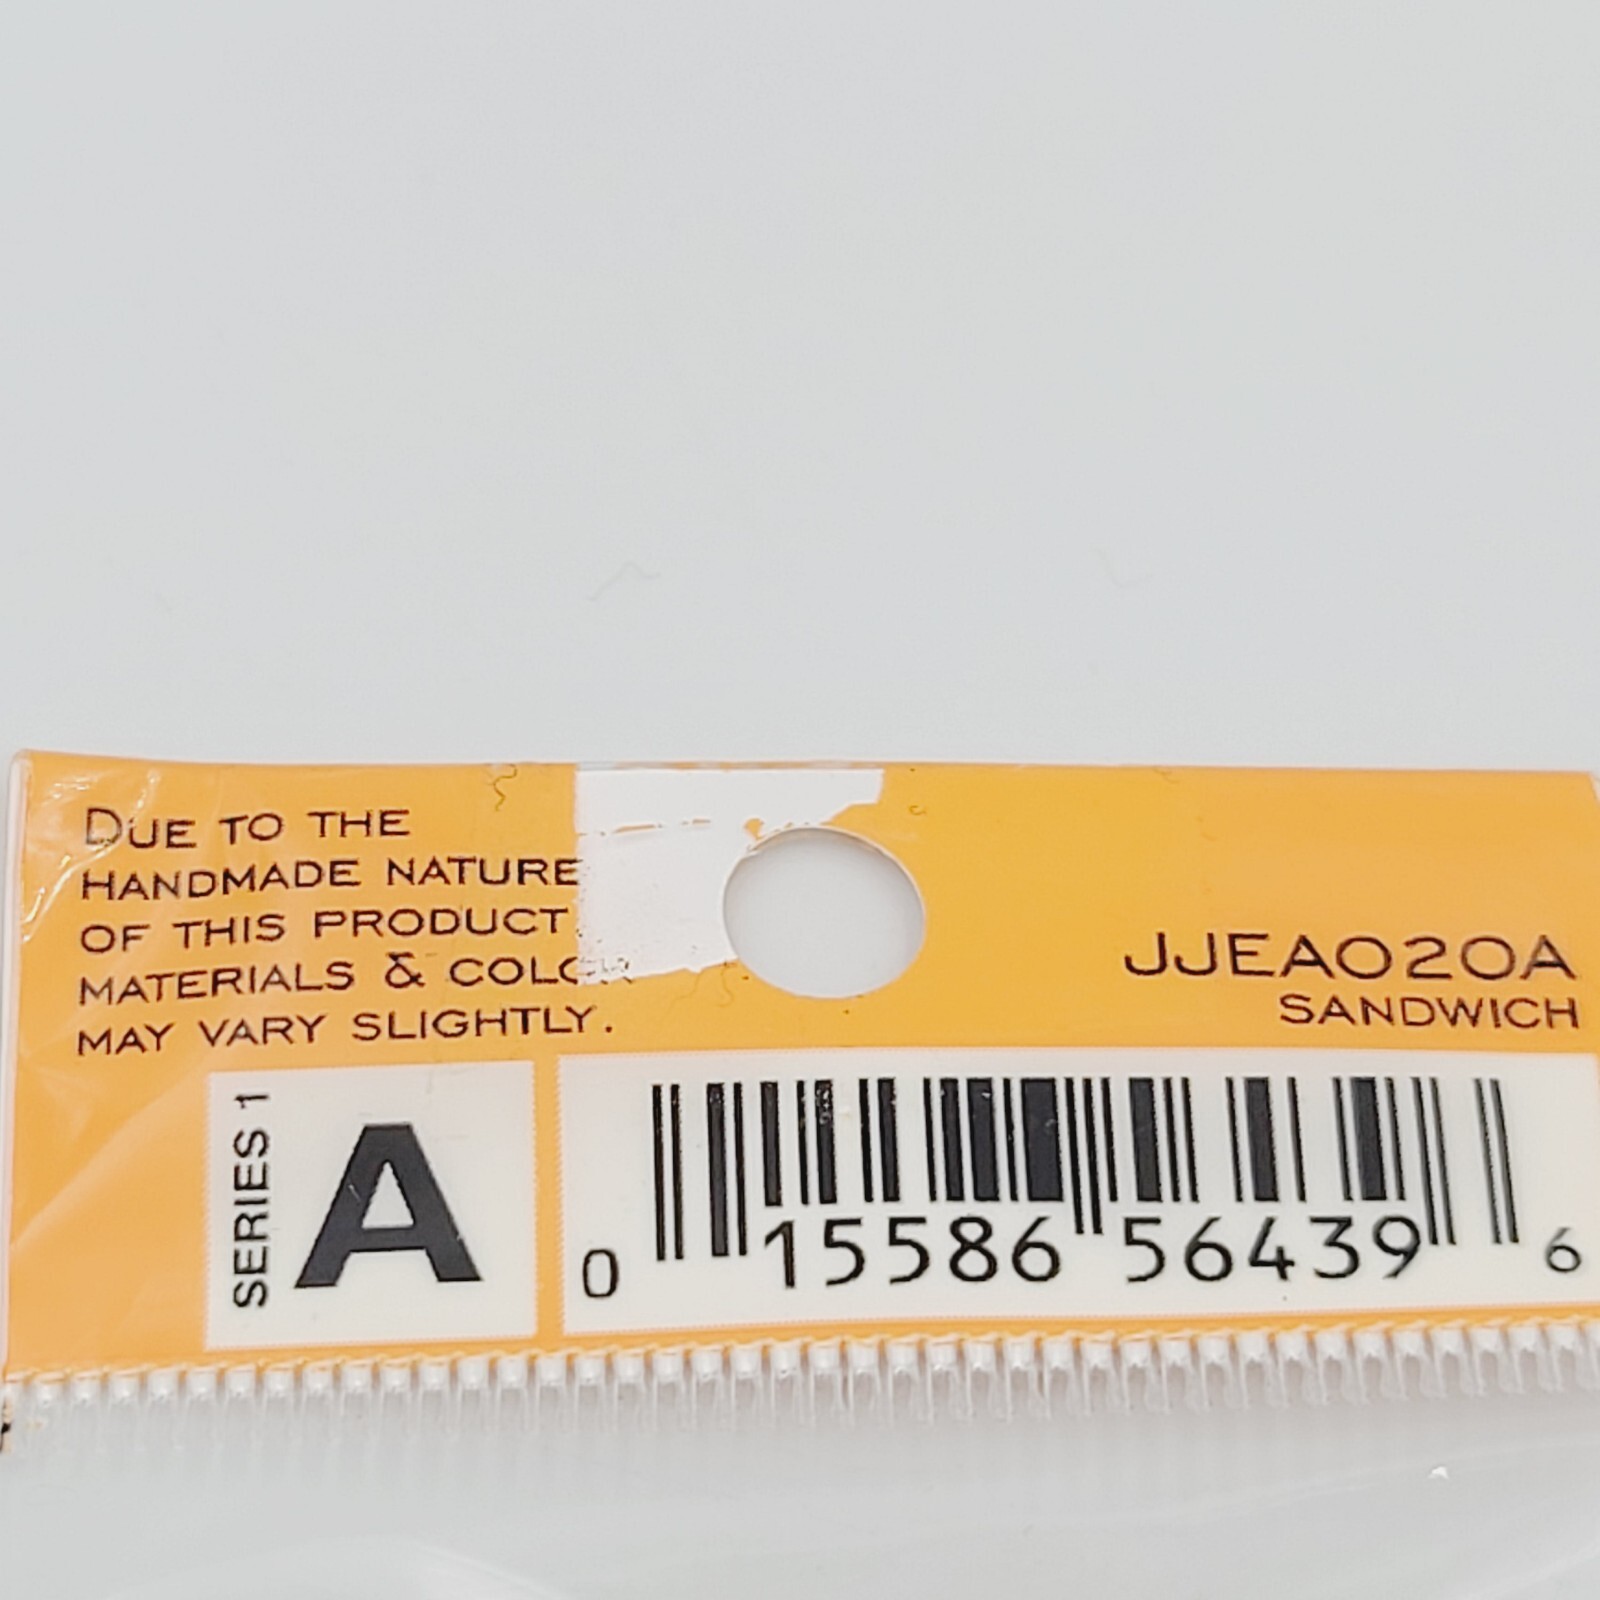 DUE TO THE
HANDMADE NATURE
OF THIS PRODUCT
MATERIALS & COLOR
MAY VARY SLIGHTLY.
JJEA020A
SANDWICH
SERIES 1
A
0 15586 56439 6